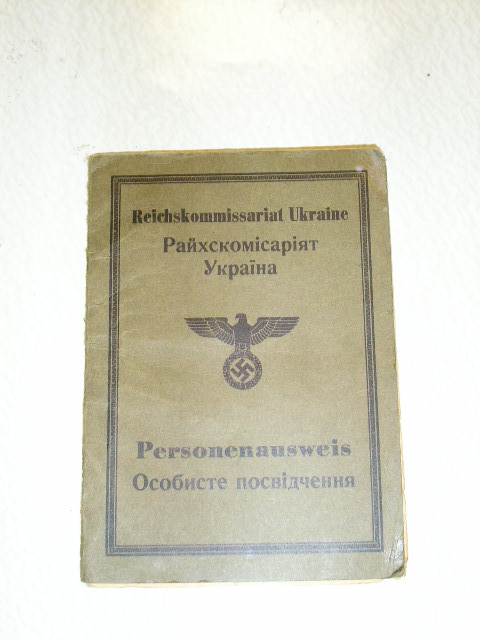 Reichskommissariat Ukraine
Райхскомісаріят
Україна
Personenausweis
Особисте посвідчення